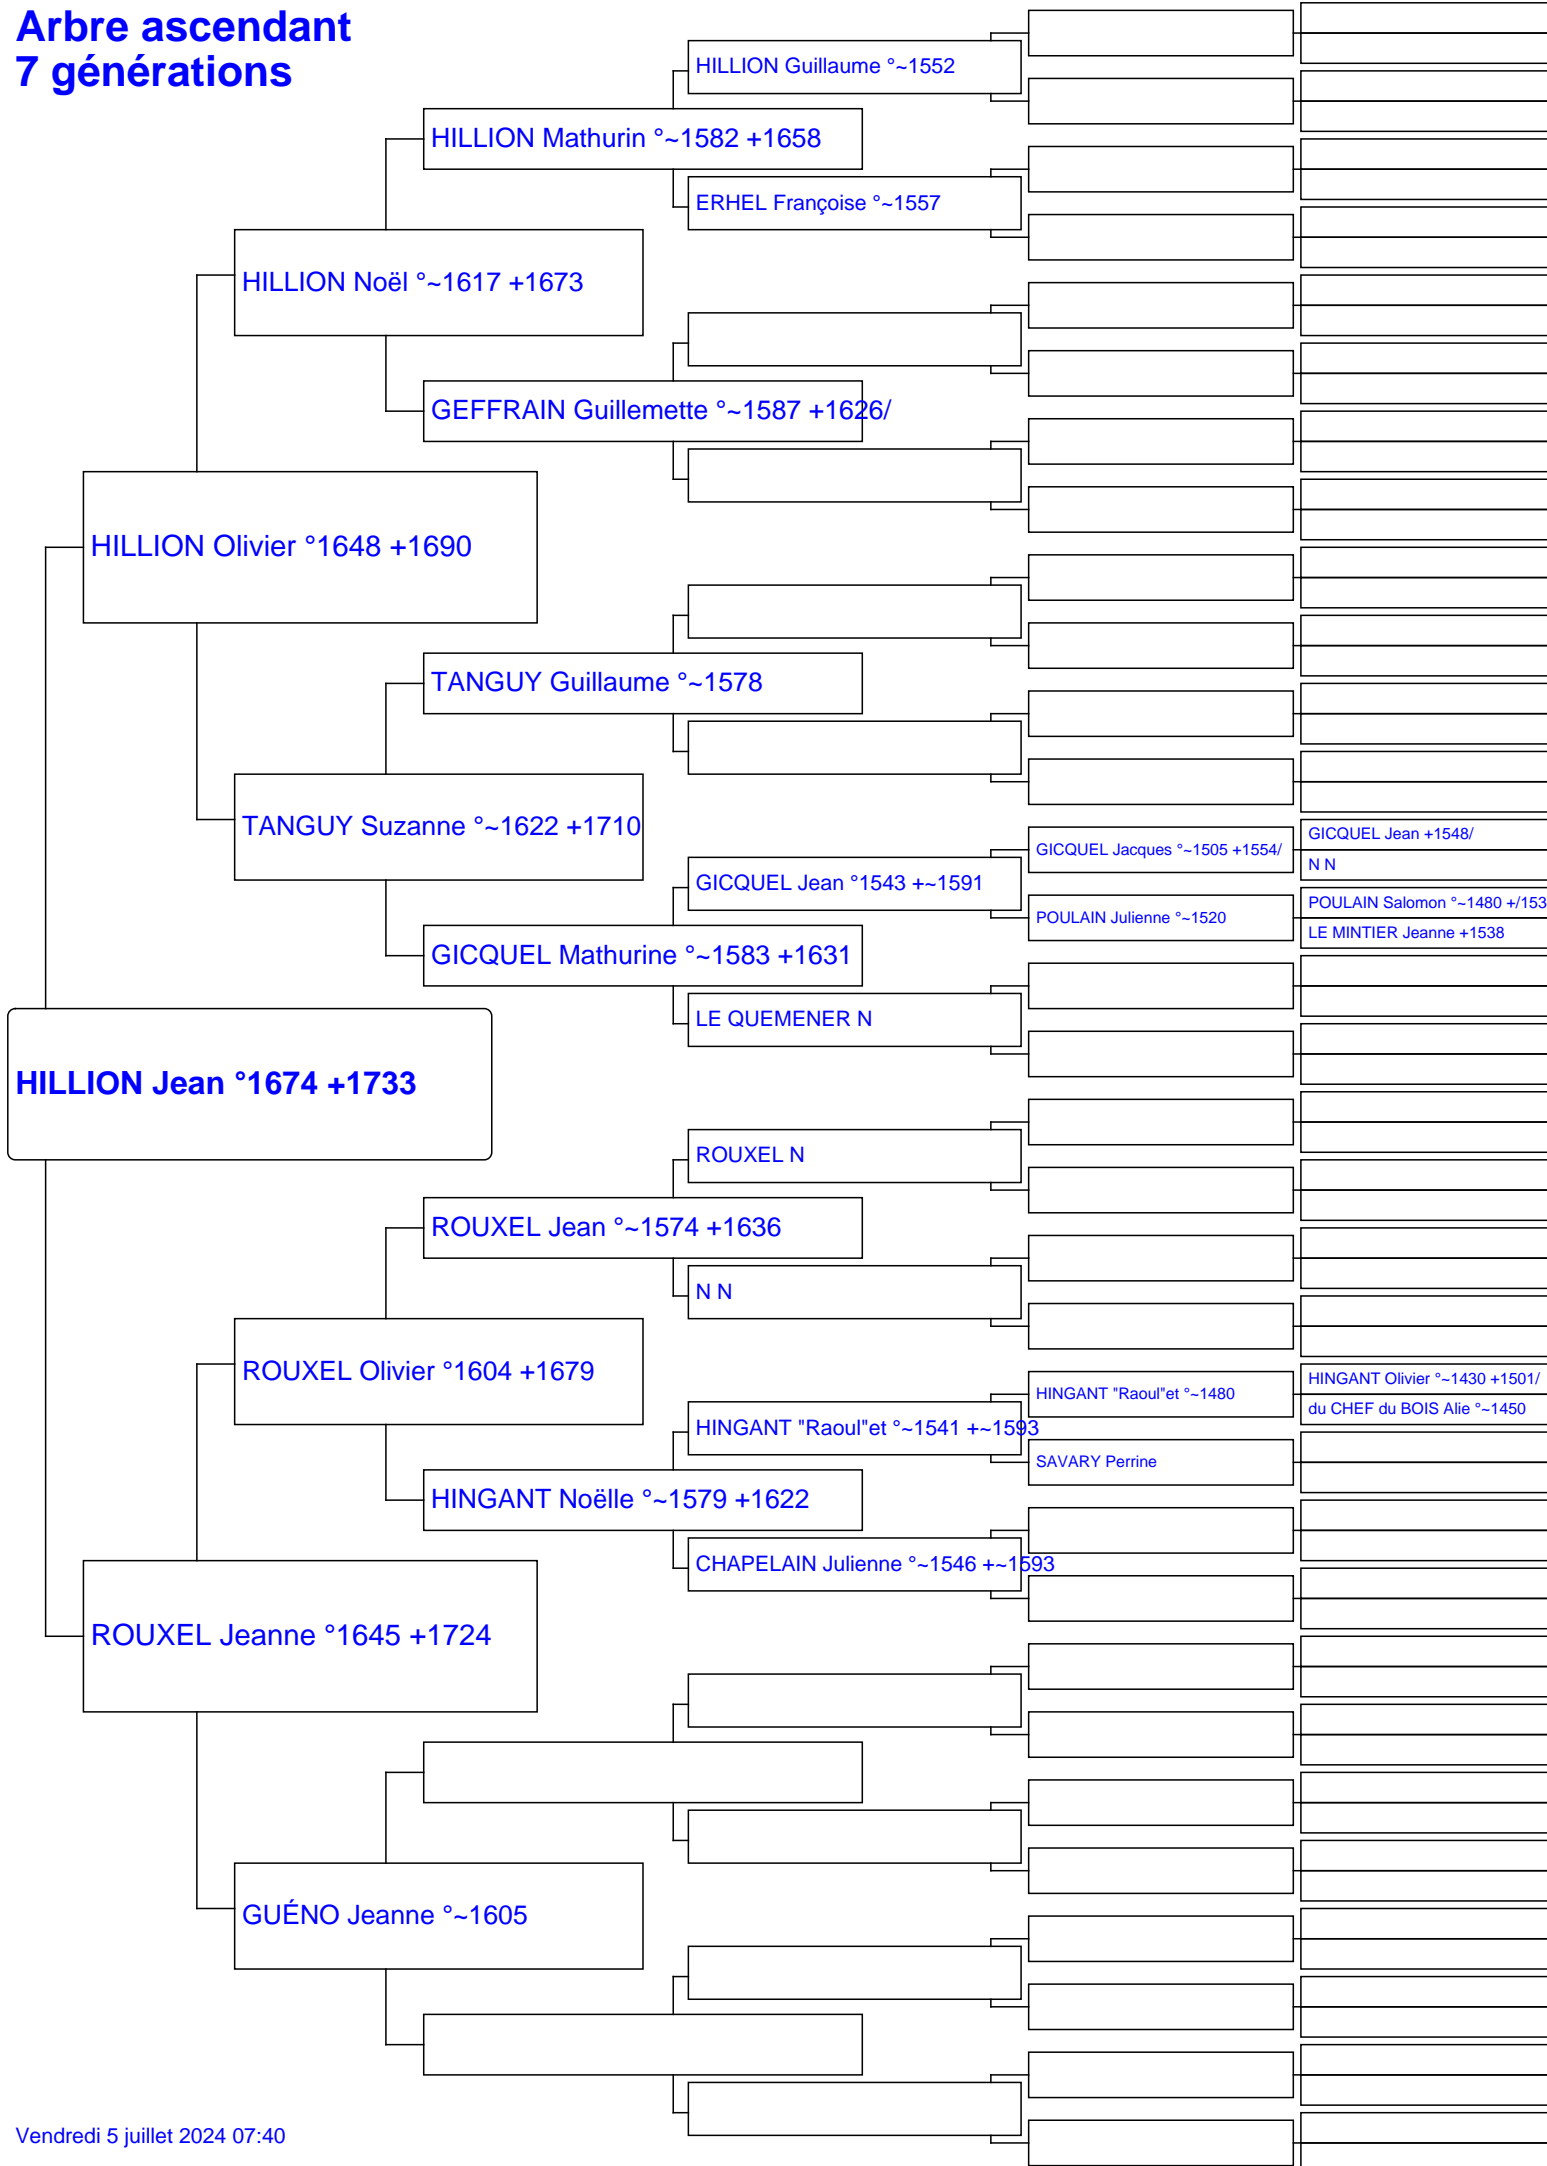 Arbre ascendant
7 générations
HILLION Guillaume °~1552
HILLION Mathurin °~1582 +1658
ERHEL Françoise °~1557
HILLION Noël °~1617 +1673
GEFFRAIN Guillemette °~1587 +1626/
HILLION Olivier °1648 +1690
TANGUY Guillaume °~1578
TANGUY Suzanne °~1622 +1710
GICQUEL Jean +1548/
GICQUEL Jacques °~1505 +1554/
N N
GICQUEL Jean °1543 +~1591
POULAIN Salomon °~1480 +/153
POULAIN Julienne °~1520
LE MINTIER Jeanne +1538
GICQUEL Mathurine °~1583 +1631
LE QUEMENER N
HILLION Jean °1674 +1733
ROUXEL N
ROUXEL Jean °~1574 +1636
N N
ROUXEL Olivier °1604 +1679
HINGANT Olivier °~1430 +1501/
HINGANT "Raoul"et °~1480
du CHEF du BOIS Alie °~1450
HINGANT "Raoul"et °~1541 +~1593
SAVARY Perrine
HINGANT Noëlle °~1579 +1622
CHAPELAIN Julienne °~1546 +~1593
ROUXEL Jeanne °1645 +1724
GUÉNO Jeanne °~1605
Vendredi 5 juillet 2024 07:40